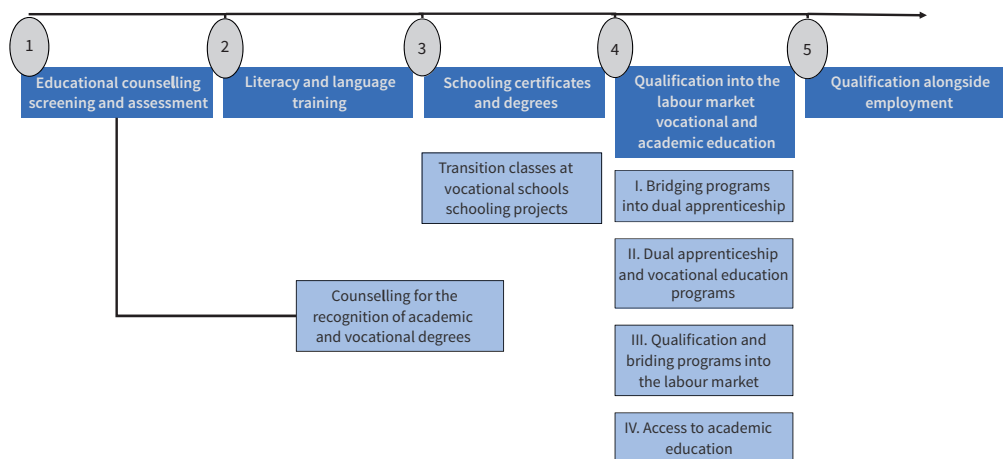 1
2
3
4
5
Educational counselling
screening and assessment
Literacy and language
training
Schooling certificates
and degrees
Qualification into the
labour market
vocational and
academic education
Qualification alongside
employment
Transition classes at
vocational schools
schooling projects
I. Bridging programs
into dual apprenticeship
II. Dual apprenticeship
and vocational education
programs
Counselling for the
recognition of academic
and vocational degrees
III. Qualification and
briding programs into
the labour market
IV. Access to academic
education